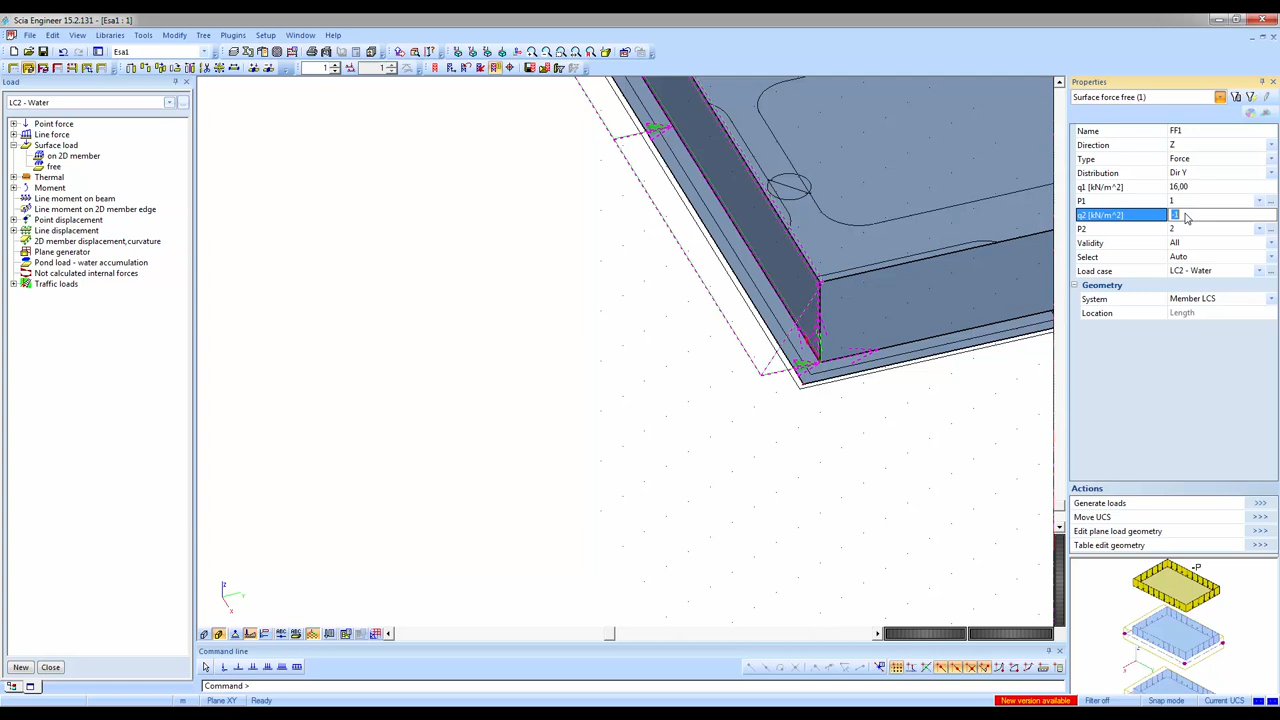 Scia Engineer 15.2.131 - [Esa1 : 1]
File Edit View Libraries Tools Modify Tree Plugins Setup Window Help
Esa1
1 1
Load
LC2 - Water
Point force
Line force
Surface load
on 2D member
free
Thermal
Moment
Line moment on beam
Line moment on 2D member edge
Point displacement
Line displacement
2D member displacement,curvature
Plane generator
Pond load - water accumulation
Not calculated internal forces
Traffic loads
New Close
Properties
Surface force free (1)
Name FF1
Direction Z
Type Force
Distribution Dir Y
q1 [kN/m^2] 16,00
P1 1
q2 [kN/m^2] -1
P2 2
Validity All
Select Auto
Load case LC2 - Water
Geometry
System Member LCS
Location Length
Actions
Generate loads >>>
Move UCS >>>
Edit plane load geometry >>>
Table edit geometry >>>
P
Z
Y
X
Command line
Command >
m Plane XY Ready New version available Filter off Snap mode Current UCS